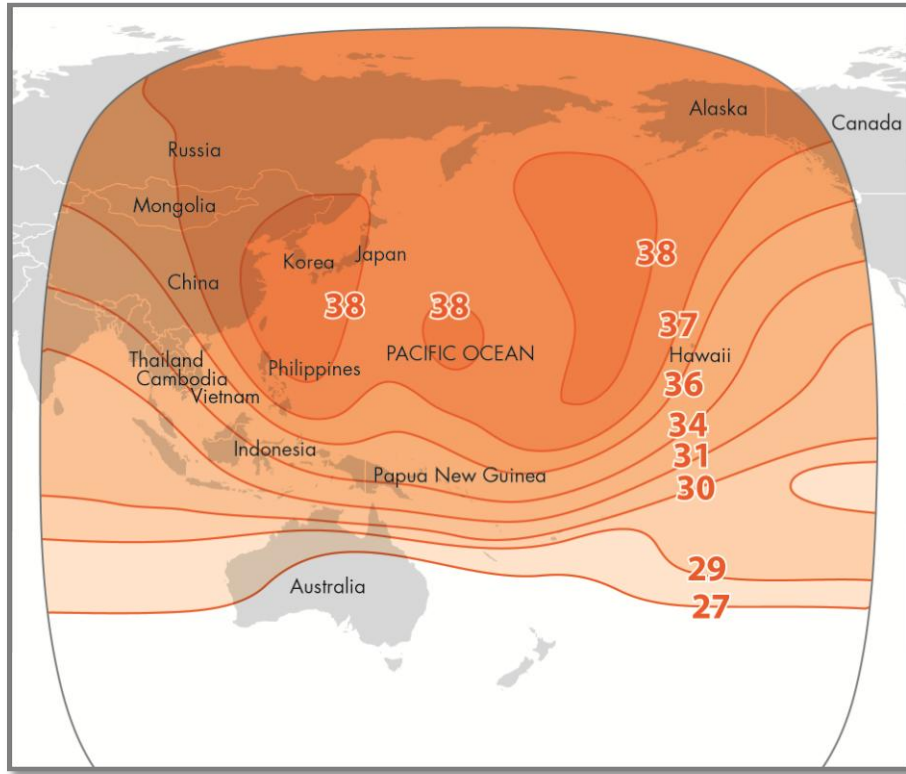 Alaska
Canada
Russia
Mongolia
Korea
Japan
38
China
38
38
37
PACIFIC OCEAN
Hawaii
Thailand
Philippines
Cambodia
36
Vietnam
34
Indonesia
31
Papua New Guinea
30
29
Australia
27